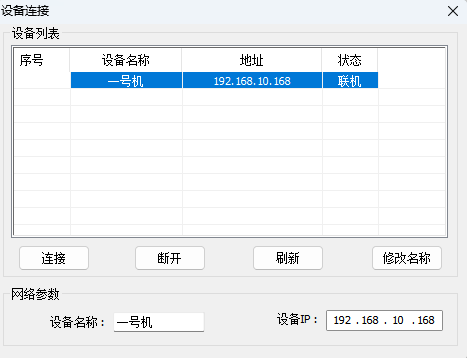 设备连接
设备列表
序号 设备名称 地址 状态
一号机 192.168.10.168 联机
连接 断开 刷新 修改名称
网络参数
设备名称： 一号机 设备IP： 192 . 168 . 10 . 168